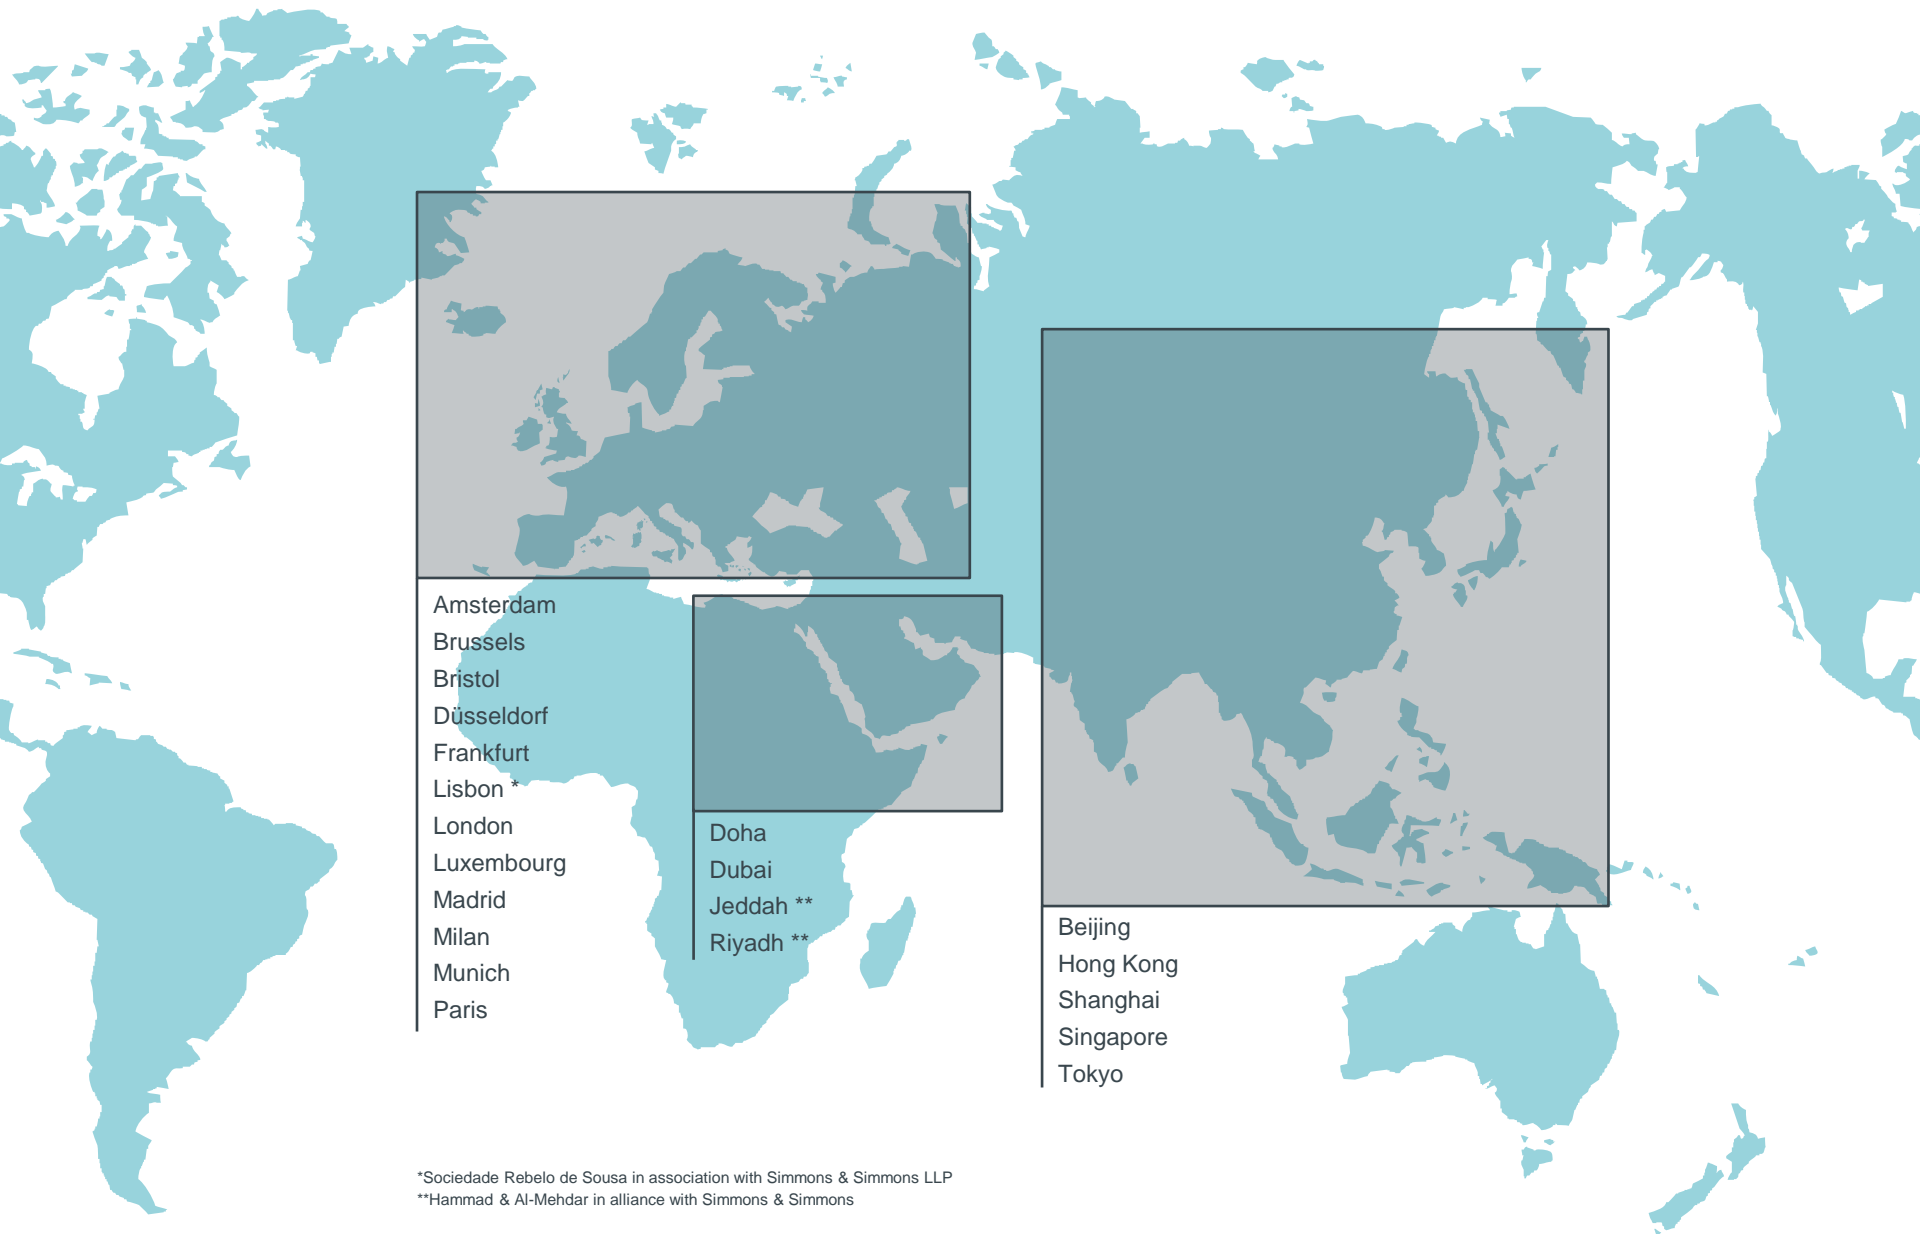 Amsterdam
Brussels
Bristol
Düsseldorf
Frankfurt
Lisbon *
London
Luxembourg
Madrid
Milan
Munich
Paris
Doha
Dubai
Jeddah **
Riyadh **
Beijing
Hong Kong
Shanghai
Singapore
Tokyo
*Sociedade Rebelo de Sousa in association with Simmons & Simmons LLP
**Hammad & Al-Mehdar in alliance with Simmons & Simmons